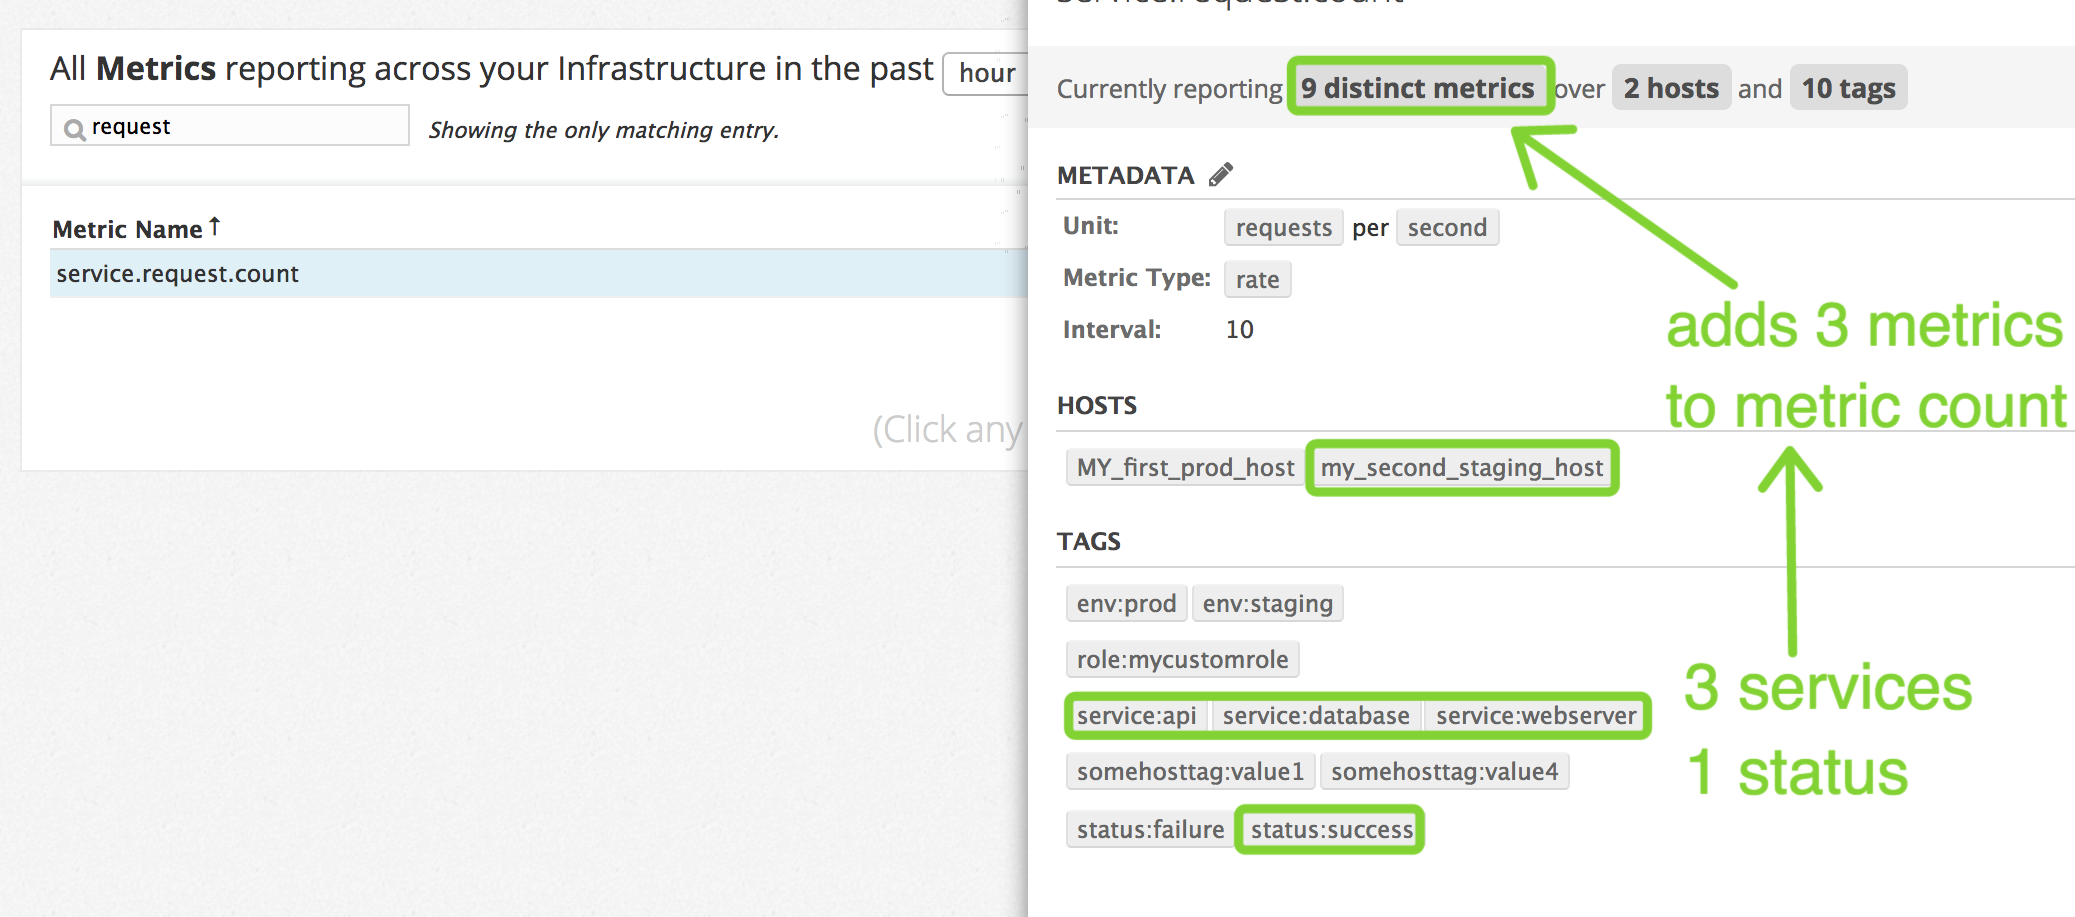 All Metrics reporting across your Infrastructure in the past hour
request
Showing the only matching entry.
Metric Name ↑
service.request.count
(Click any
service.request.count
Currently reporting 9 distinct metrics over 2 hosts and 10 tags
METADATA
Unit: requests per second
Metric Type: rate
Interval: 10
HOSTS
MY_first_prod_host my_second_staging_host
TAGS
env:prod env:staging
role:mycustomrole
service:api service:database service:webserver
somehosttag:value1 somehosttag:value4
status:failure status:success
adds 3 metrics
to metric count
3 services
1 status